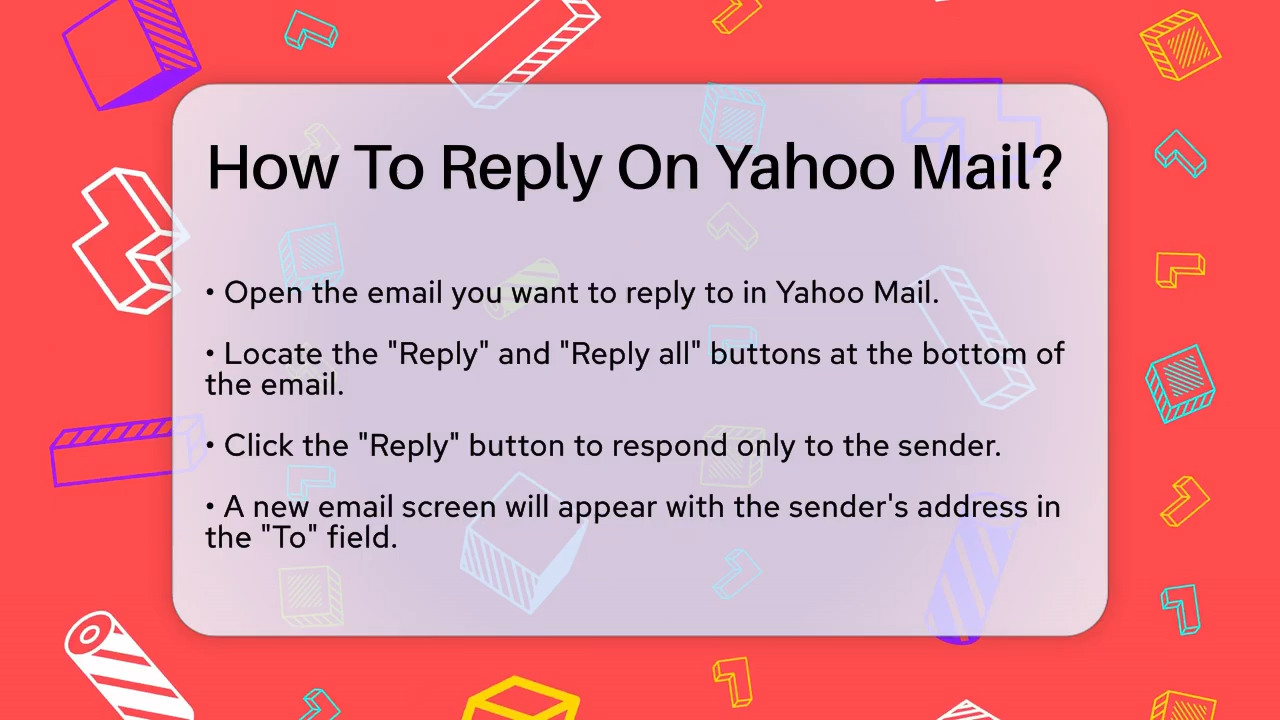 How To Reply On Yahoo Mail?
• Open the email you want to reply to in Yahoo Mail.
• Locate the "Reply" and "Reply all" buttons at the bottom of
the email.
• Click the "Reply" button to respond only to the sender.
• A new email screen will appear with the sender's address in
the "To" field.